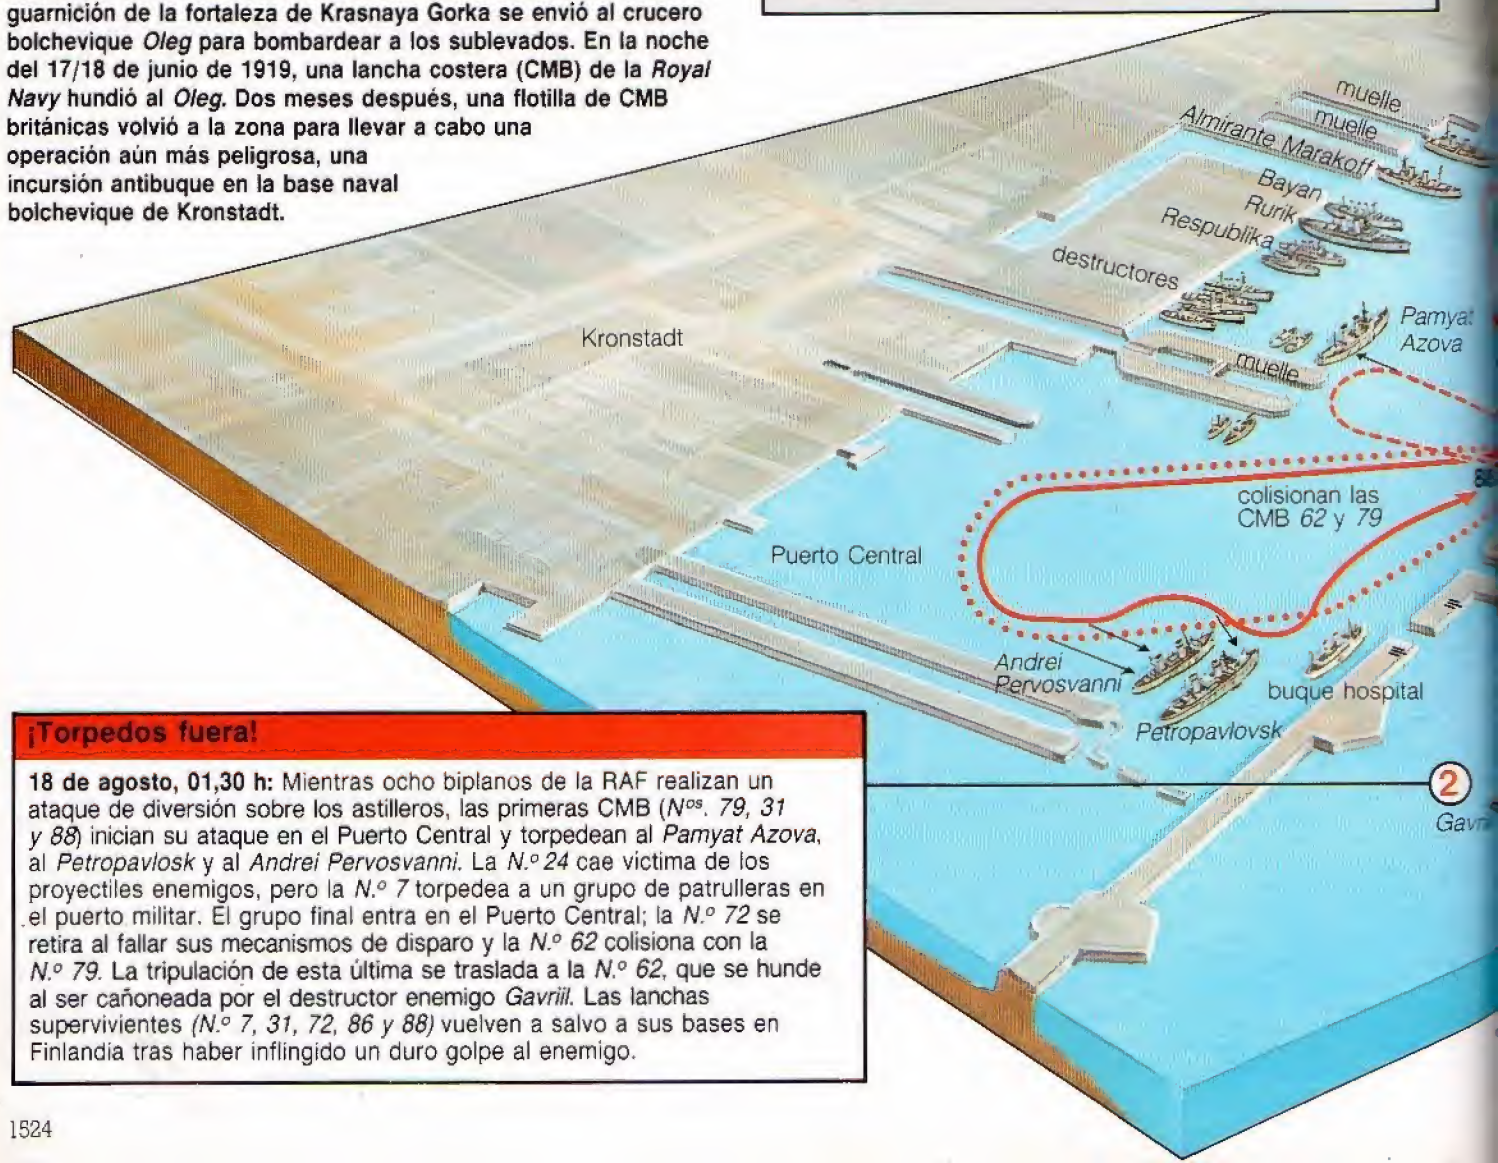 guarnición de la fortaleza de Krasnaya Gorka se envió al crucero
bolchevique Oleg para bombardear a los sublevados. En la noche
del 17/18 de junio de 1919, una lancha costera (CMB) de la Royal
Navy hundió al Oleg. Dos meses después, una flotilla de CMB
británicas volvió a la zona para llevar a cabo una
operación aún más peligrosa, una
incursión antibuque en la base naval
bolchevique de Kronstadt.
muelle
muelle
Almirante Marakoff
Bayan
Rurik
Respublika
destructores
Pamyat
Azova
Kronstadt
muelle
colisionan las
CMB 62 y 79
Puerto Central
Andrei
Pervosvanni
buque hospital
Petropavlovsk
2
¡Torpedos fuera!
18 de agosto, 01,30 h: Mientras ocho biplanos de la RAF realizan un
ataque de diversión sobre los astilleros, las primeras CMB (Nos. 79, 31
y 88) inician su ataque en el Puerto Central y torpedean al Pamyat Azova,
al Petropavlosk y al Andrei Pervosvanni. La N.º 24 cae victima de los
proyectiles enemigos, pero la N.º 7 torpedea a un grupo de patrulleras en
el puerto militar. El grupo final entra en el Puerto Central; la N.º 72 se
retira al fallar sus mecanismos de disparo y la N.º 62 colisiona con la
N.º 79. La tripulación de esta última se traslada a la N.º 62, que se hunde
al ser cañoneada por el destructor enemigo Gavriil. Las lanchas
supervivientes (N.º 7, 31, 72, 86 y 88) vuelven a salvo a sus bases en
Finlandia tras haber inflingido un duro golpe al enemigo.
1524